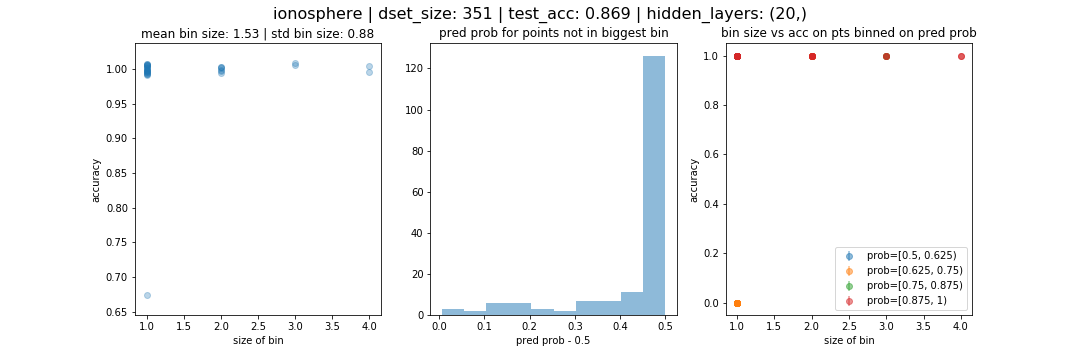 ionosphere | dset_size: 351 | test_acc: 0.869 | hidden_layers: (20,)
mean bin size: 1.53 | std bin size: 0.88
accuracy
1.00
0.95
0.90
0.85
0.80
0.75
0.70
0.65
1.0 1.5 2.0 2.5 3.0 3.5 4.0
size of bin
pred prob for points not in biggest bin
120
100
80
60
40
20
0
0.0 0.1 0.2 0.3 0.4 0.5
pred prob - 0.5
bin size vs acc on pts binned on pred prob
accuracy
1.0
0.8
0.6
0.4
0.2
0.0
prob=[0.5, 0.625)
prob=[0.625, 0.75)
prob=[0.75, 0.875)
prob=[0.875, 1)
1.0 1.5 2.0 2.5 3.0 3.5 4.0
size of bin